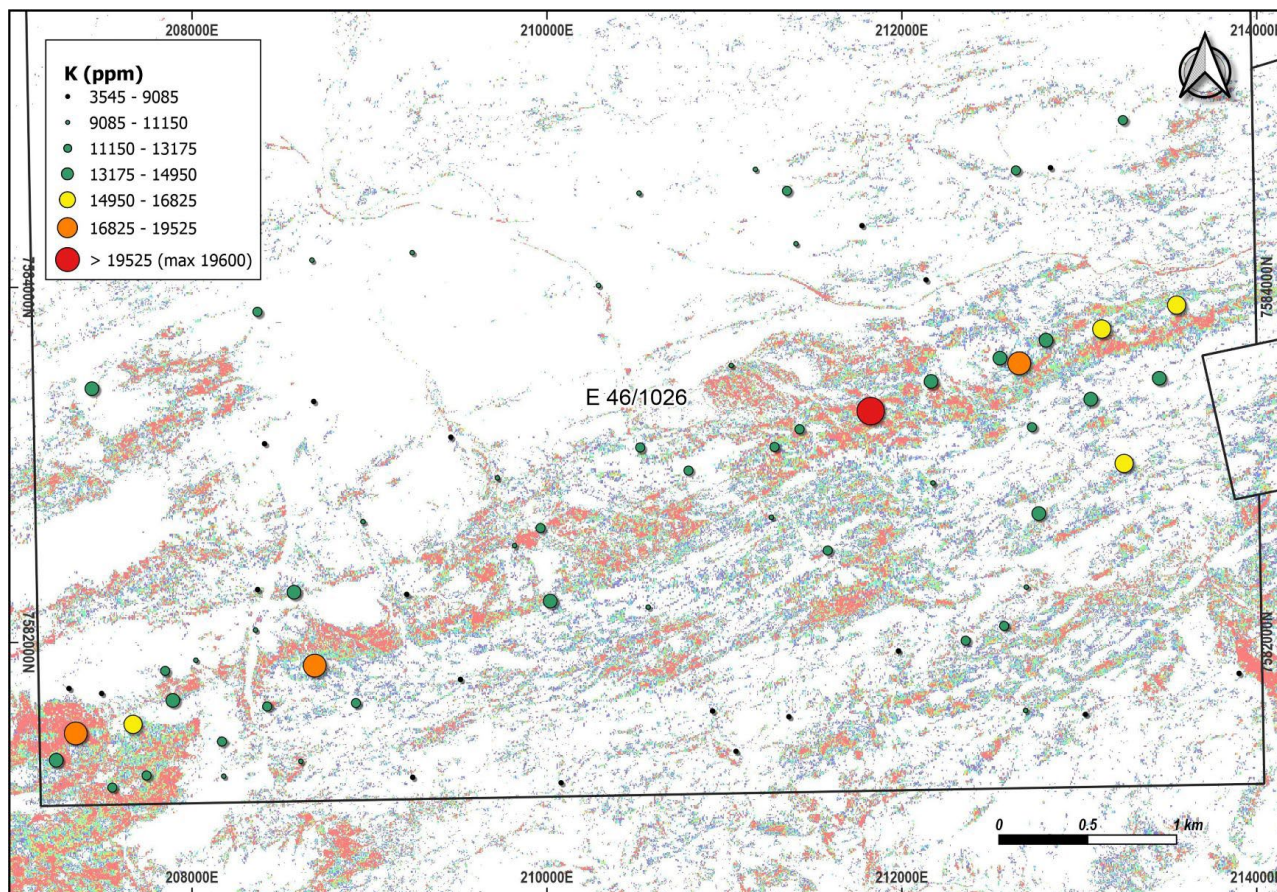 208000E
210000E
212000E
214000E
K (ppm)
3545 - 9085
9085 - 11150
11150 - 13175
13175 - 14950
14950 - 16825
16825 - 19525
> 19525 (max 19600)
7584000N
7584000N
E 46/1026
7582000N
7582000N
0 0.5 1 km
208000E
210000E
212000E
214000E